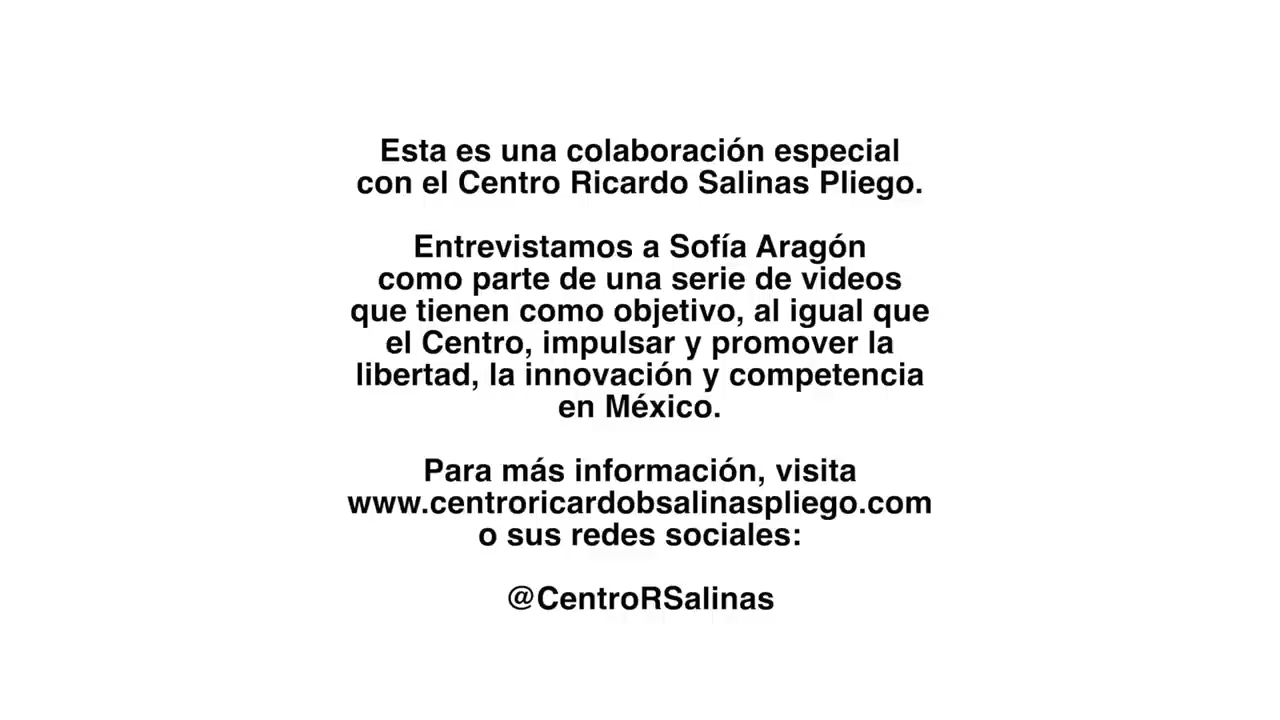 Esta es una colaboración especial
con el Centro Ricardo Salinas Pliego.
Entrevistamos a Sofía Aragón
como parte de una serie de videos
que tienen como objetivo, al igual que
el Centro, impulsar y promover la
libertad, la innovación y competencia
en México.
Para más información, visita
www.centroricardobsalinaspliego.com
o sus redes sociales:
@CentroRSalinas